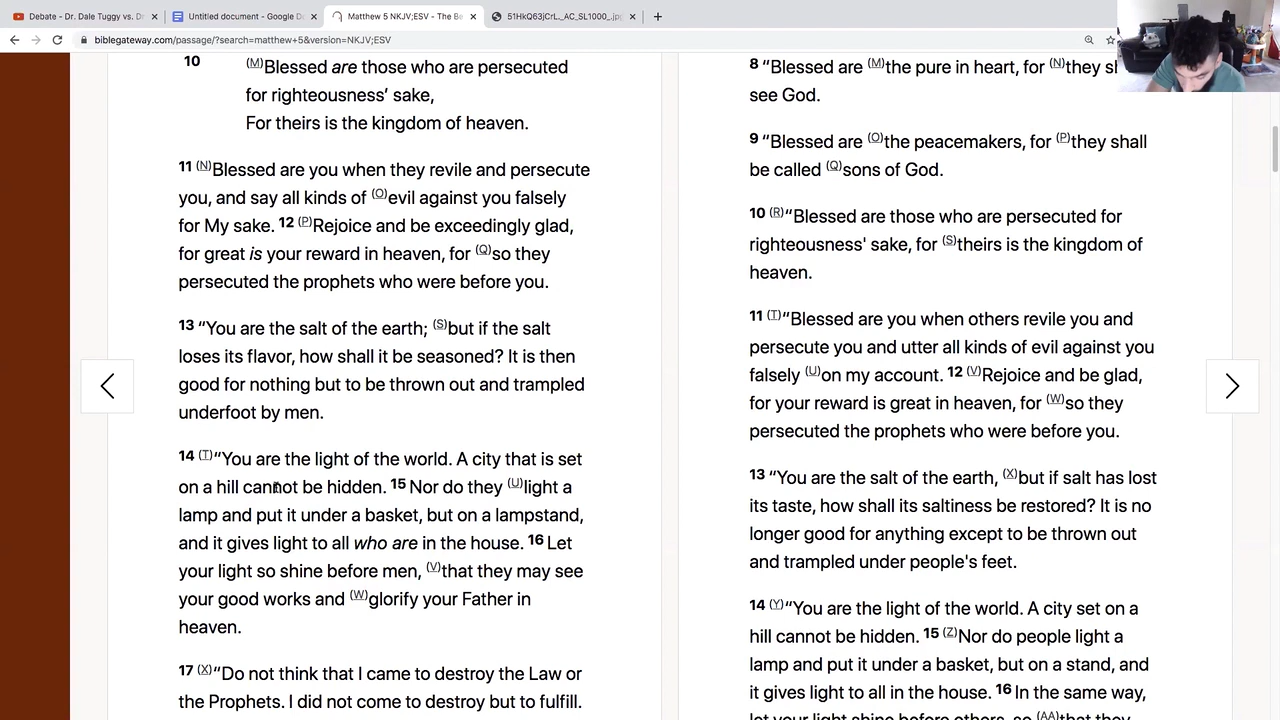 Debate - Dr. Dale Tuggy vs. Dr
Untitled document - Google Do
Matthew 5 NKJV;ESV - The Ba
51HkQ63jCrL._AC_SL1000_.jpg
biblegateway.com/passage/?search=matthew+5&version=NKJV;ESV
10 (M)Blessed are those who are persecuted
for righteousness’ sake,
For theirs is the kingdom of heaven.
11 (N)Blessed are you when they revile and persecute
you, and say all kinds of (O)evil against you falsely
for My sake. 12 (P)Rejoice and be exceedingly glad,
for great is your reward in heaven, for (Q)so they
persecuted the prophets who were before you.
13 “You are the salt of the earth; (S)but if the salt
loses its flavor, how shall it be seasoned? It is then
good for nothing but to be thrown out and trampled
underfoot by men.
14 (T)“You are the light of the world. A city that is set
on a hill cannot be hidden. 15 Nor do they (U)light a
lamp and put it under a basket, but on a lampstand,
and it gives light to all who are in the house. 16 Let
your light so shine before men, (V)that they may see
your good works and (W)glorify your Father in
heaven.
17 (X)“Do not think that I came to destroy the Law or
the Prophets. I did not come to destroy but to fulfill.
8 “Blessed are (M)the pure in heart, for (N)they
see God.
9 “Blessed are (O)the peacemakers, for (P)they shall
be called (Q)sons of God.
10 (R)“Blessed are those who are persecuted for
righteousness' sake, for (S)theirs is the kingdom of
heaven.
11 (T)“Blessed are you when others revile you and
persecute you and utter all kinds of evil against you
falsely (U)on my account. 12 (V)Rejoice and be glad,
for your reward is great in heaven, for (W)so they
persecuted the prophets who were before you.
13 “You are the salt of the earth, (X)but if salt has lost
its taste, how shall its saltiness be restored? It is no
longer good for anything except to be thrown out
and trampled under people's feet.
14 (Y)“You are the light of the world. A city set on a
hill cannot be hidden. 15 (Z)Nor do people light a
lamp and put it under a basket, but on a stand, and
it gives light to all in the house. 16 In the same way,
let your light shine before others, so (AA)that they